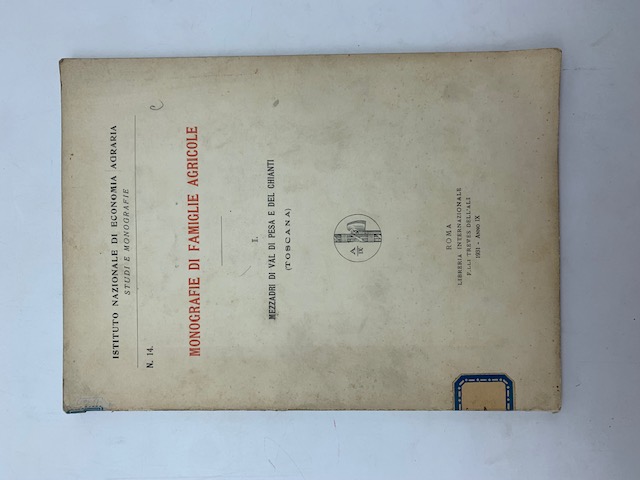 ISTITUTO NAZIONALE DI ECONOMIA AGRARIA
STUDI E MONOGRAFIE
N. 14.
MONOGRAFIE DI FAMIGLIE AGRICOLE
I.
MEZZADRI DI VAL DI PESA E DEL CHIANTI
(TOSCANA)
A.
IX
ROMA
LIBRERIA INTERNAZIONALE
F.LLI TREVES DELL'ALI
1931 - Anno IX